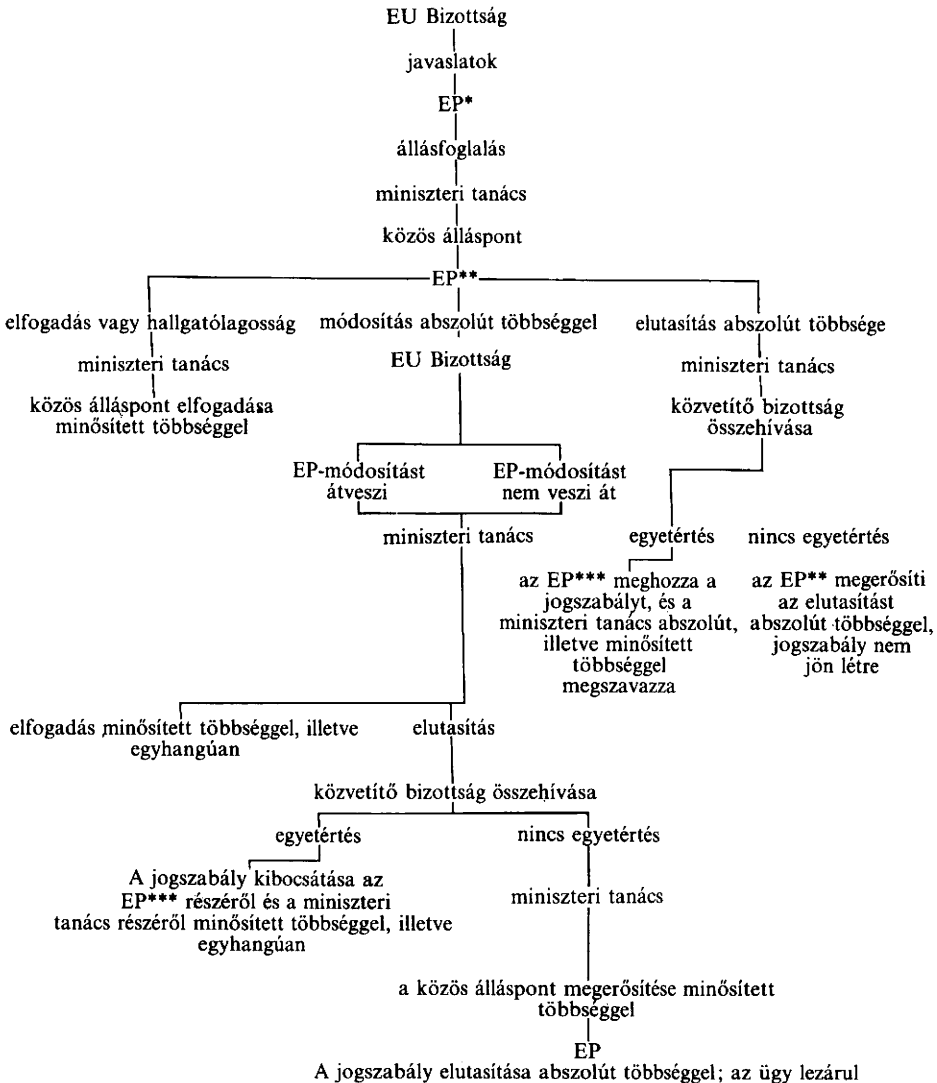 EU Bizottság
javaslatok
EP*
állásfoglalás
miniszteri tanács
közös álláspont
EP**
elfogadás vagy hallgatólagosság
miniszteri tanács
közös álláspont elfogadása
minősített többséggel
módosítás abszolút többséggel
EU Bizottság
elutasítás abszolút többsége
miniszteri tanács
közvetítő bizottság
összehívása
EP-módosítást
átveszi
EP-módosítást
nem veszi át
miniszteri tanács
egyetértés
az EP*** meghozza a
jogszabályt, és a
miniszteri tanács abszolút,
illetve minősített
többséggel
megszavazza
nincs egyetértés
az EP** megerősíti
az elutasítást
abszolút többséggel,
jogszabály nem
jön létre
elfogadás minősített többséggel, illetve
egyhangúan
elutasítás
közvetítő bizottság összehívása
egyetértés
A jogszabály kibocsátása az
EP*** részéről és a miniszteri
tanács részéről minősített többséggel, illetve
egyhangúan
nincs egyetértés
miniszteri tanács
a közös álláspont megerősítése minősített
többséggel
EP
A jogszabály elutasítása abszolút többséggel; az ügy lezárul